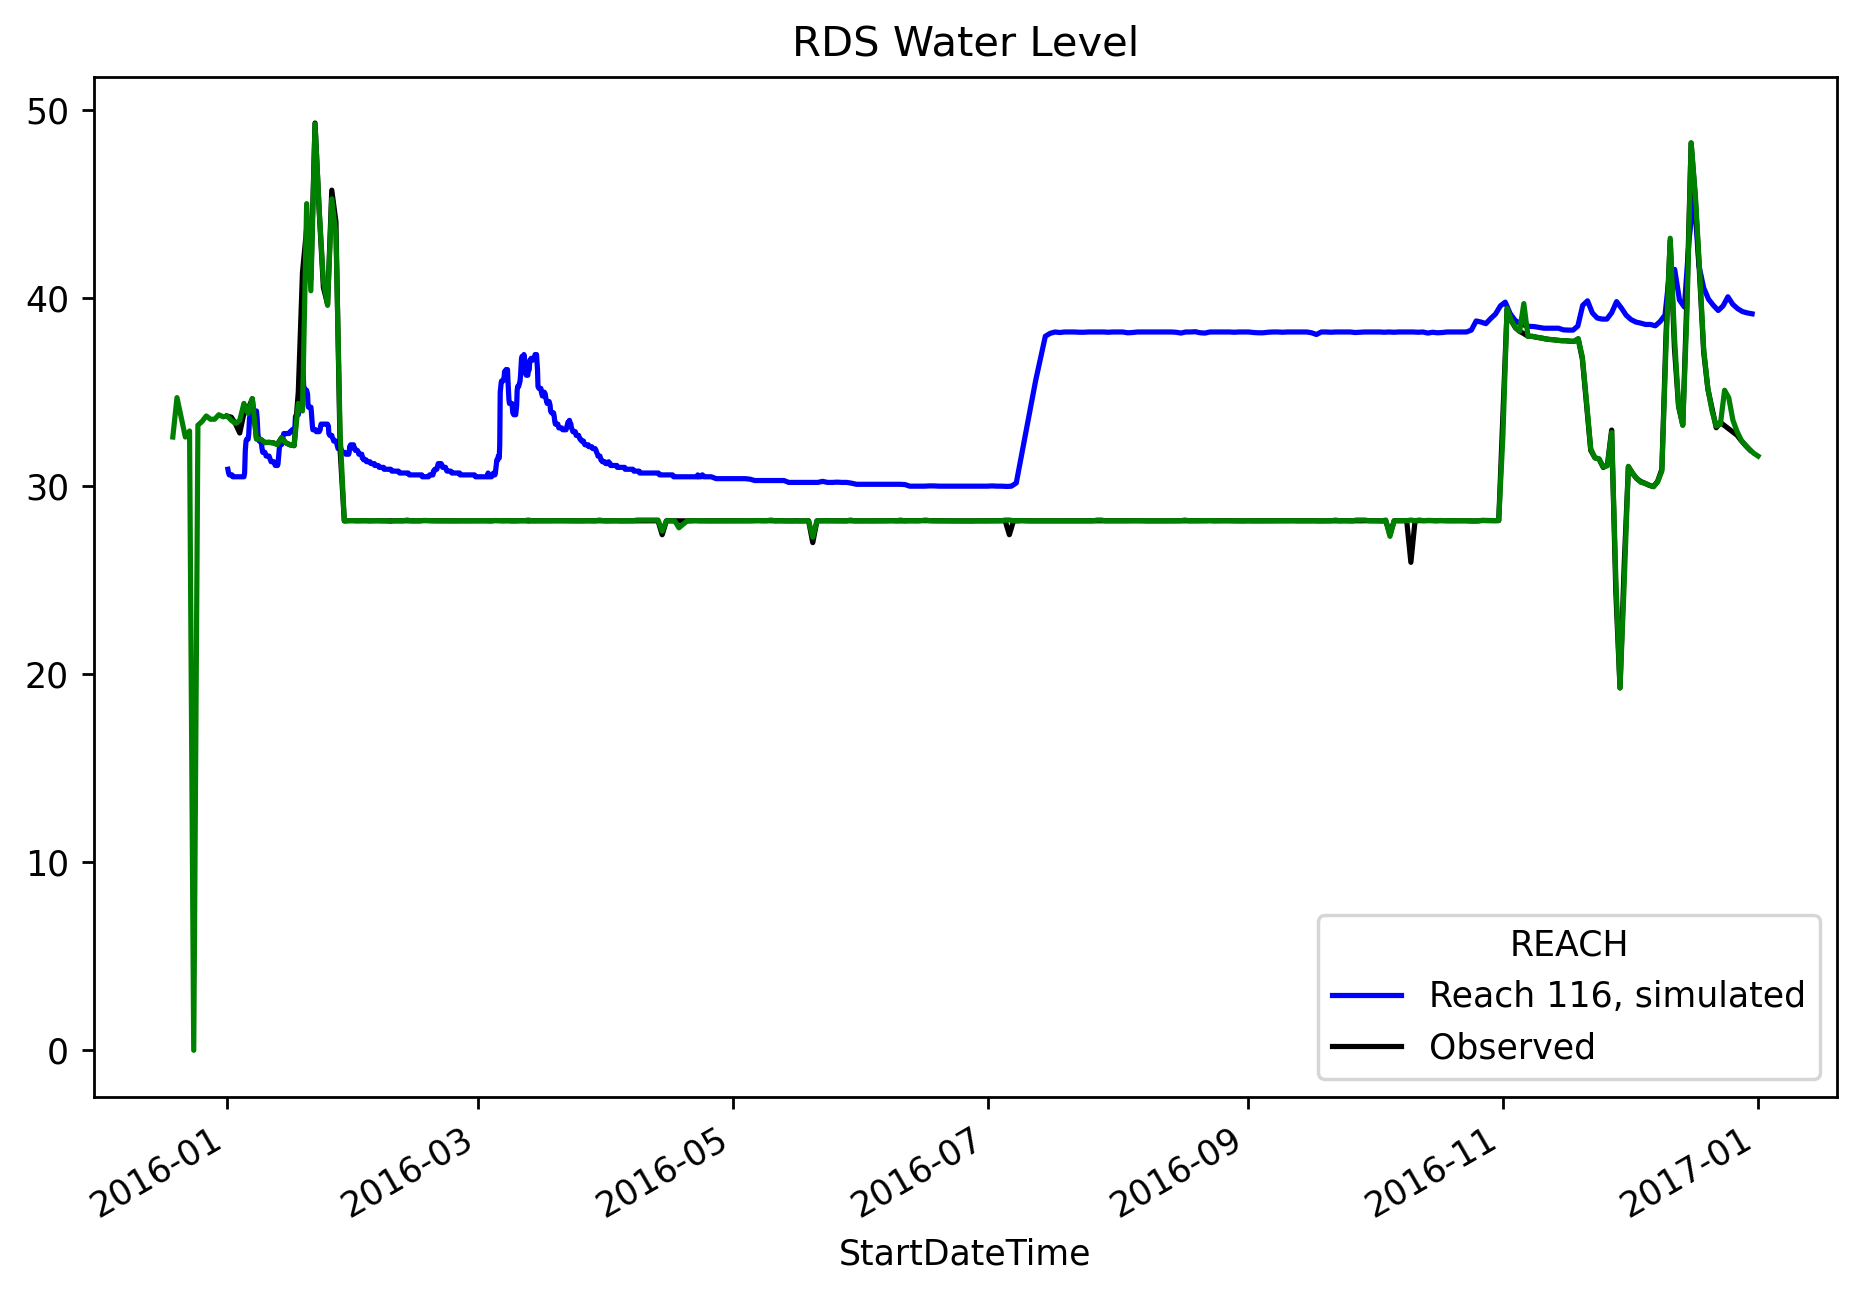 RDS Water Level
50
40
30
20
10
0
REACH
Reach 116, simulated
Observed
2016-01
2016-03
2016-05
2016-07
2016-09
2016-11
2017-01
StartDateTime